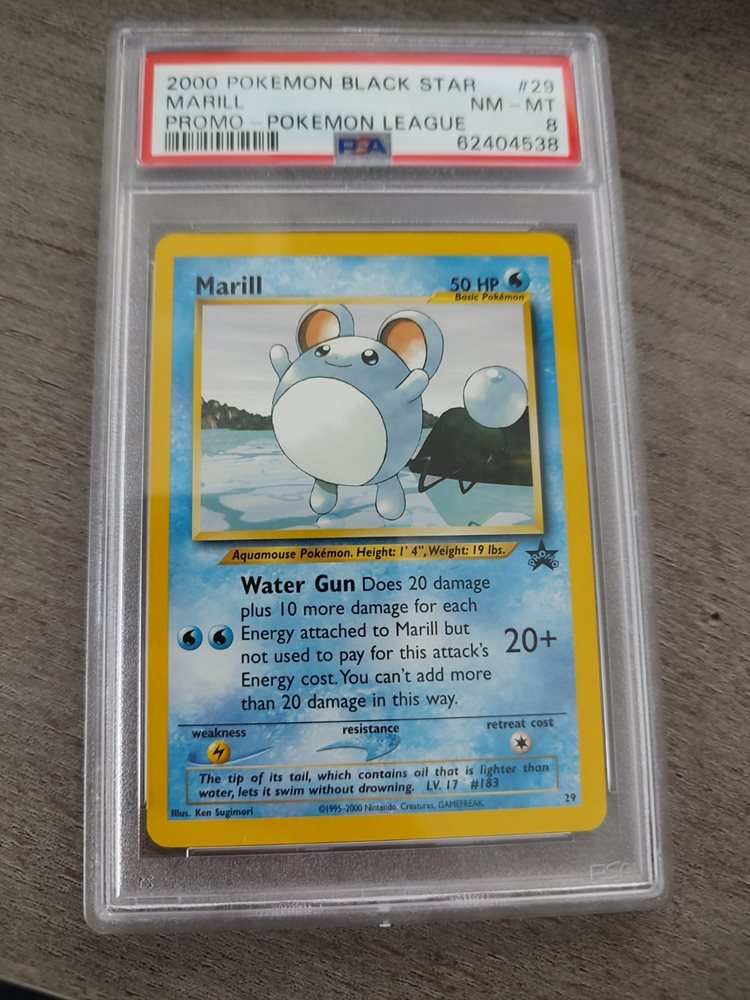 2000 POKEMON BLACK STAR #29
MARILL NM - MT
PROMO - POKEMON LEAGUE 8
PSA 62404538
Marill 50 HP
Basic Pokémon
Aquamouse Pokémon. Height: 1' 4", Weight: 19 lbs.
PROMO
Water Gun Does 20 damage
plus 10 more damage for each
Energy attached to Marill but
not used to pay for this attack's
Energy cost. You can't add more
than 20 damage in this way.
20+
weakness resistance retreat cost
The tip of its tail, which contains oil that is lighter than
water, lets it swim without drowning. LV. 17 #183
Illus. Ken Sugimori ©1995-2000 Nintendo, Creatures, GAMEFREAK. 29
PSA